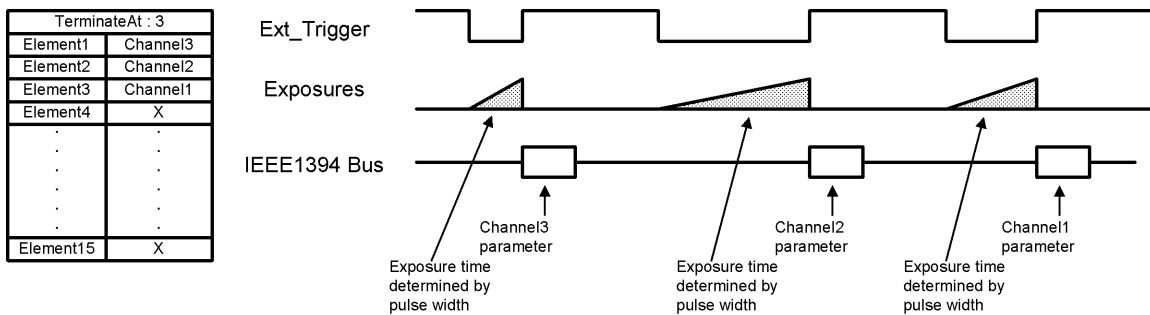 TerminateAt : 3
Element1 Channel3
Element2 Channel2
Element3 Channel1
Element4 X
. .
. .
. .
. .
. .
. .
Element15 X
Ext_Trigger
Exposures
IEEE1394 Bus
Channel3
parameter
Channel2
parameter
Channel1
parameter
Exposure time
determined by
pulse width
Exposure time
determined by
pulse width
Exposure time
determined by
pulse width